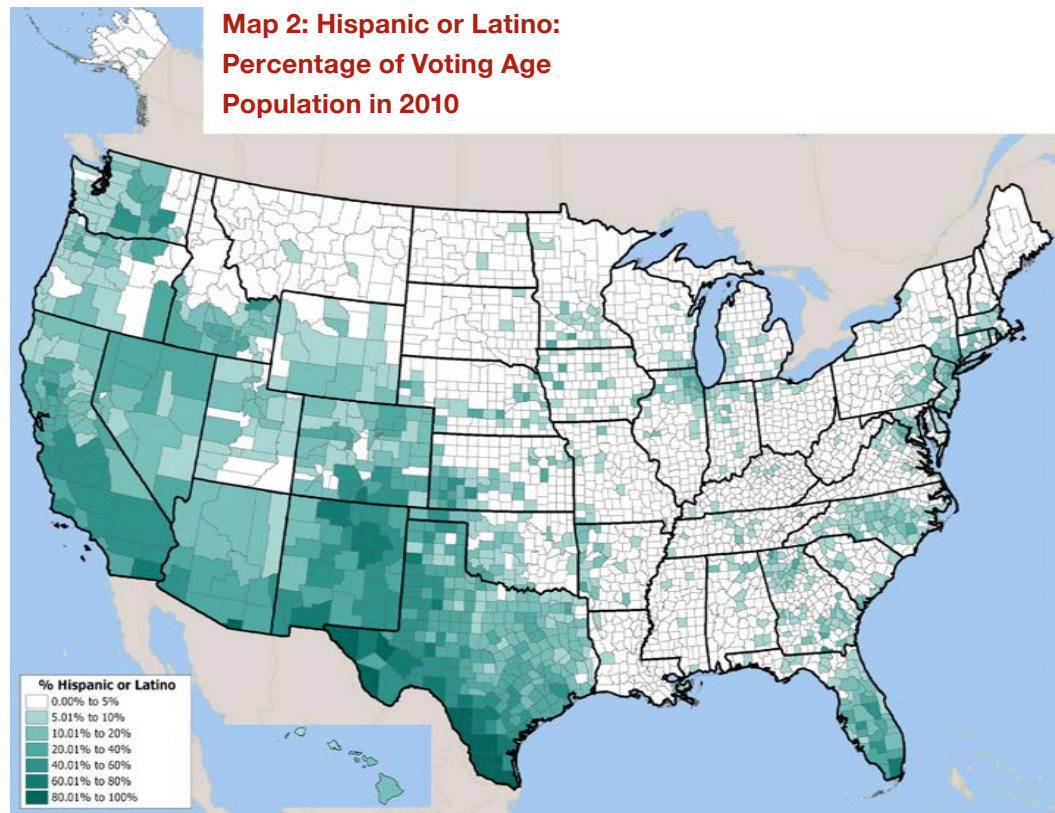 Map 2: Hispanic or Latino:
Percentage of Voting Age
Population in 2010
% Hispanic or Latino
0.00% to 5%
5.01% to 10%
10.01% to 20%
20.01% to 40%
40.01% to 60%
60.01% to 80%
80.01% to 100%